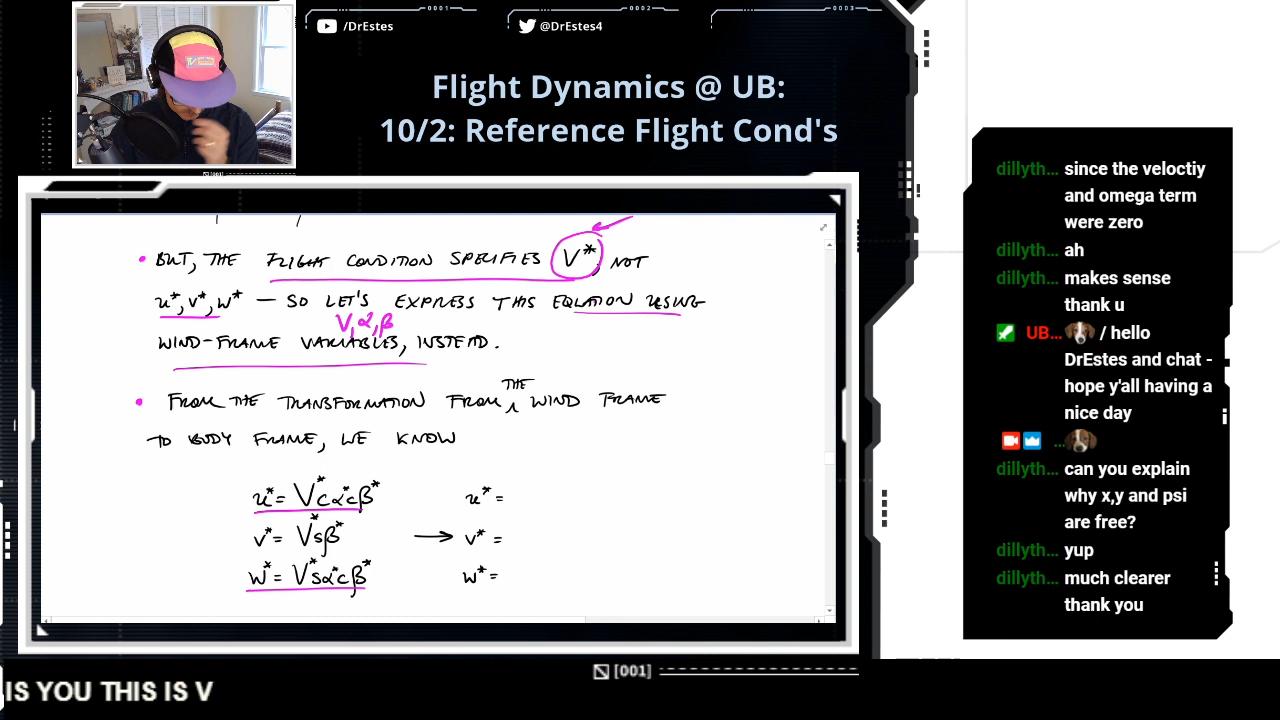 0001
0002
0003
/DrEstes
@DrEstes4
Flight Dynamics @ UB:
10/2: Reference Flight Cond's
[001]
• BUT, THE FLIGHT CONDITION SPECIFIES V*, NOT
u*, v*, w* — SO LET'S EXPRESS THIS EQUATION USING
V, α, β
WIND-FRAME VARIABLES, INSTEAD.
• FROM THE TRANSFORMATION FROM THE WIND FRAME
TO BODY FRAME, WE KNOW
u* = V*cα*cβ* u* =
v* = V*sβ* → v* =
w* = V*sα*cβ* w* =
[001]
IS YOU THIS IS V
dillyth… since the veloctiy
and omega term
were zero
dillyth… ah
dillyth… makes sense
thank u
UB… / hello
DrEstes and chat -
hope y'all having a
nice day
…
dillyth… can you explain
why x,y and psi
are free?
dillyth… yup
dillyth… much clearer
thank you